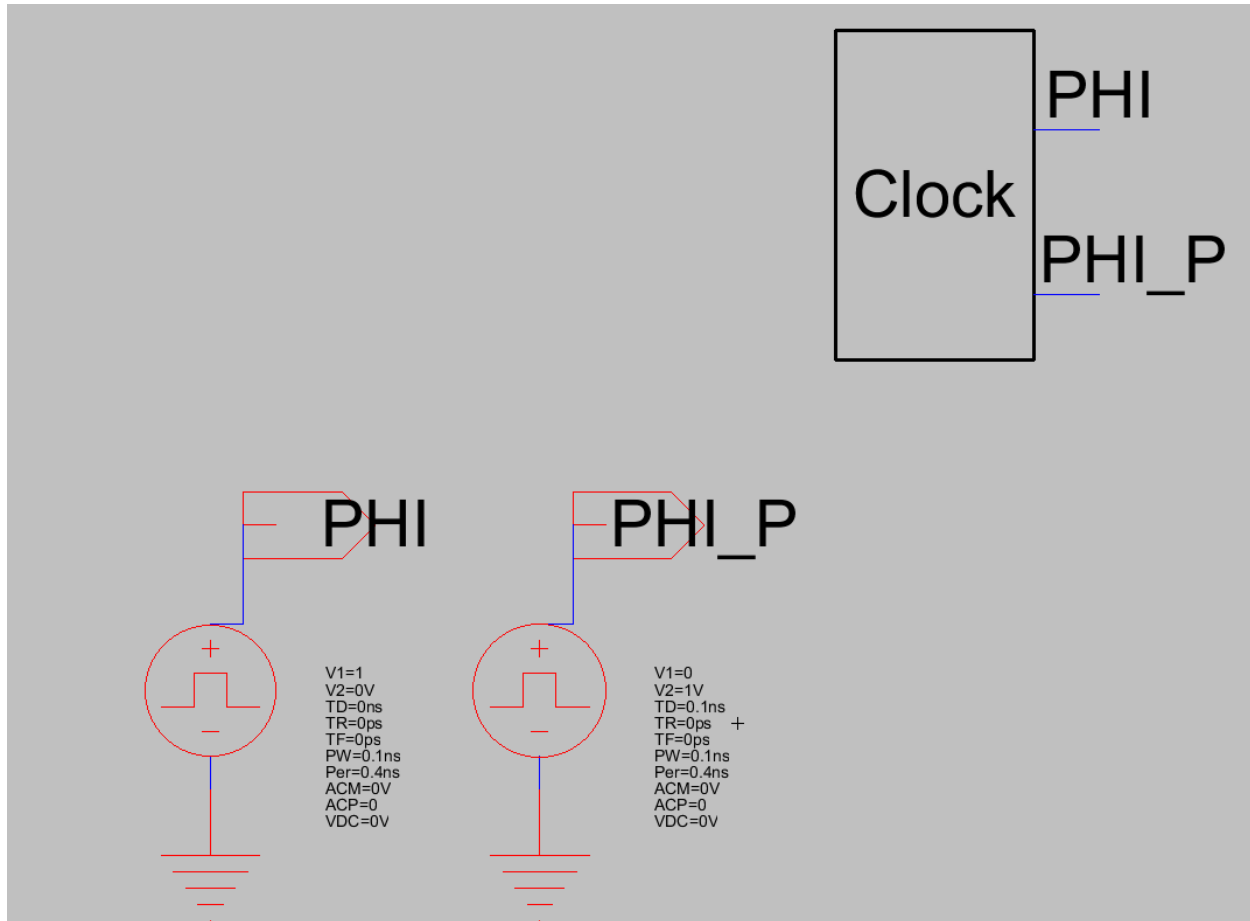 PHI
Clock
PHI_P
PHI
PHI_P
V1=1
V2=0V
TD=0ns
TR=0ps
TF=0ps
PW=0.1ns
Per=0.4ns
ACM=0V
ACP=0
VDC=0V
V1=0
V2=1V
TD=0.1ns
TR=0ps
TF=0ps
PW=0.1ns
Per=0.4ns
ACM=0V
ACP=0
VDC=0V